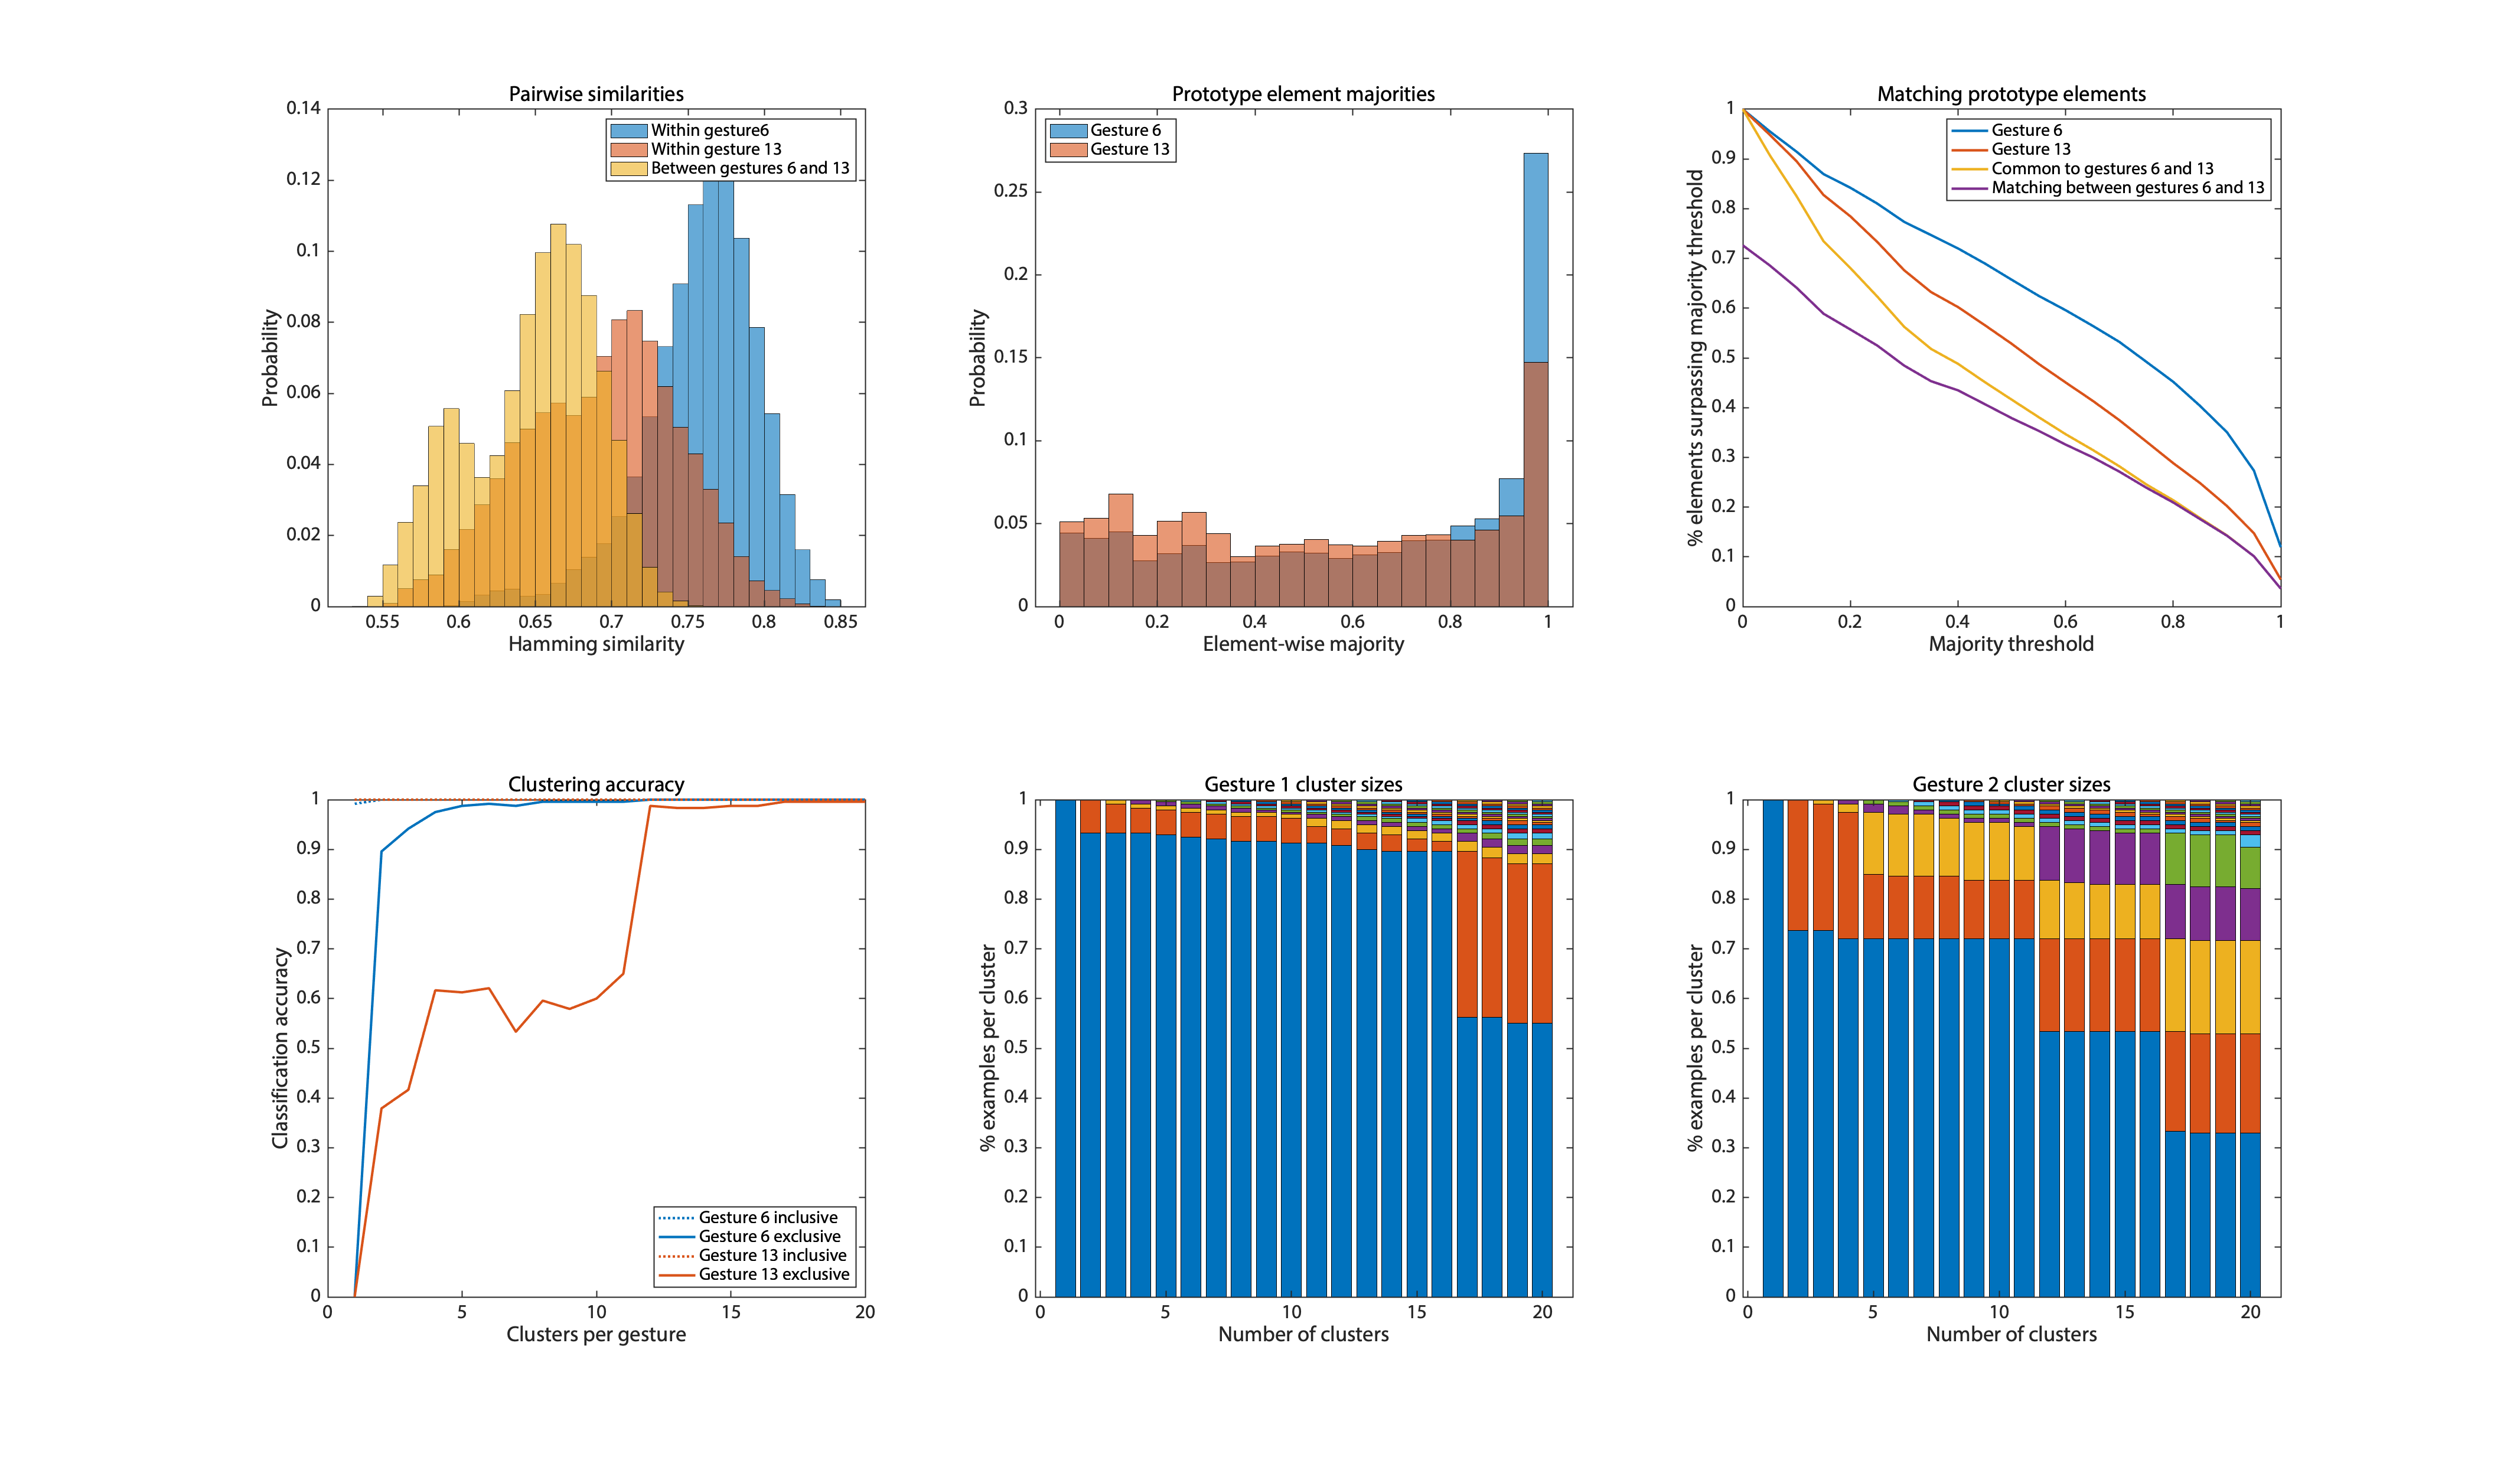 Pairwise similarities
0.14
0.12
0.1
0.08
0.06
0.04
0.02
0
Probability
Within gesture6
Within gesture 13
Between gestures 6 and 13
0.55 0.6 0.65 0.7 0.75 0.8 0.85
Hamming similarity
Prototype element majorities
0.3
0.25
0.2
0.15
0.1
0.05
0
Probability
Gesture 6
Gesture 13
0 0.2 0.4 0.6 0.8 1
Element-wise majority
Matching prototype elements
1
0.9
0.8
0.7
0.6
0.5
0.4
0.3
0.2
0.1
0
% elements surpassing majority threshold
Gesture 6
Gesture 13
Common to gestures 6 and 13
Matching between gestures 6 and 13
0 0.2 0.4 0.6 0.8 1
Majority threshold
Clustering accuracy
1
0.9
0.8
0.7
0.6
0.5
0.4
0.3
0.2
0.1
0
Classification accuracy
Gesture 6 inclusive
Gesture 6 exclusive
Gesture 13 inclusive
Gesture 13 exclusive
0 5 10 15 20
Clusters per gesture
Gesture 1 cluster sizes
1
0.9
0.8
0.7
0.6
0.5
0.4
0.3
0.2
0.1
0
% examples per cluster
0 5 10 15 20
Number of clusters
Gesture 2 cluster sizes
1
0.9
0.8
0.7
0.6
0.5
0.4
0.3
0.2
0.1
0
% examples per cluster
0 5 10 15 20
Number of clusters